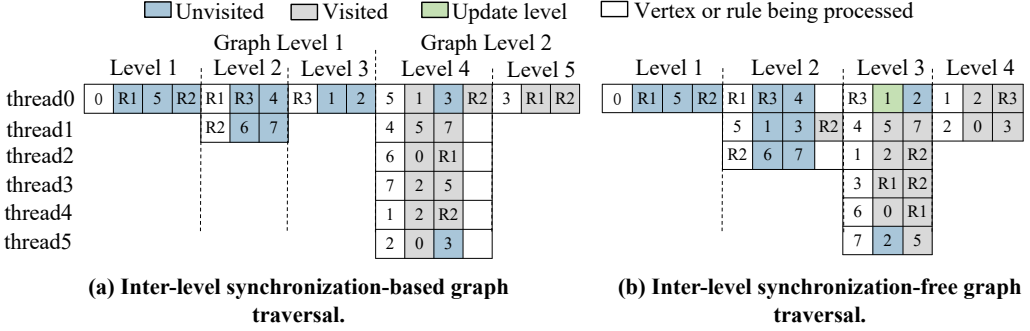 Unvisited Visited Update level Vertex or rule being processed
Graph Level 1 Graph Level 2
Level 1 Level 2 Level 3 Level 4 Level 5 Level 1 Level 2 Level 3 Level 4
thread0 0 R1 5 R2 R1 R3 4 R3 1 2 5 1 3 R2 3 R1 R2 0 R1 5 R2 R1 R3 4 R3 1 2 1 2 R3
thread1 R2 6 7 4 5 7 5 1 3 R2 4 5 7 2 0 3
thread2 6 0 R1 R2 6 7 1 2 R2
thread3 7 2 5 3 R1 R2
thread4 1 2 R2 6 0 R1
thread5 2 0 3 7 2 5
(a) Inter-level synchronization-based graph
traversal.
(b) Inter-level synchronization-free graph
traversal.